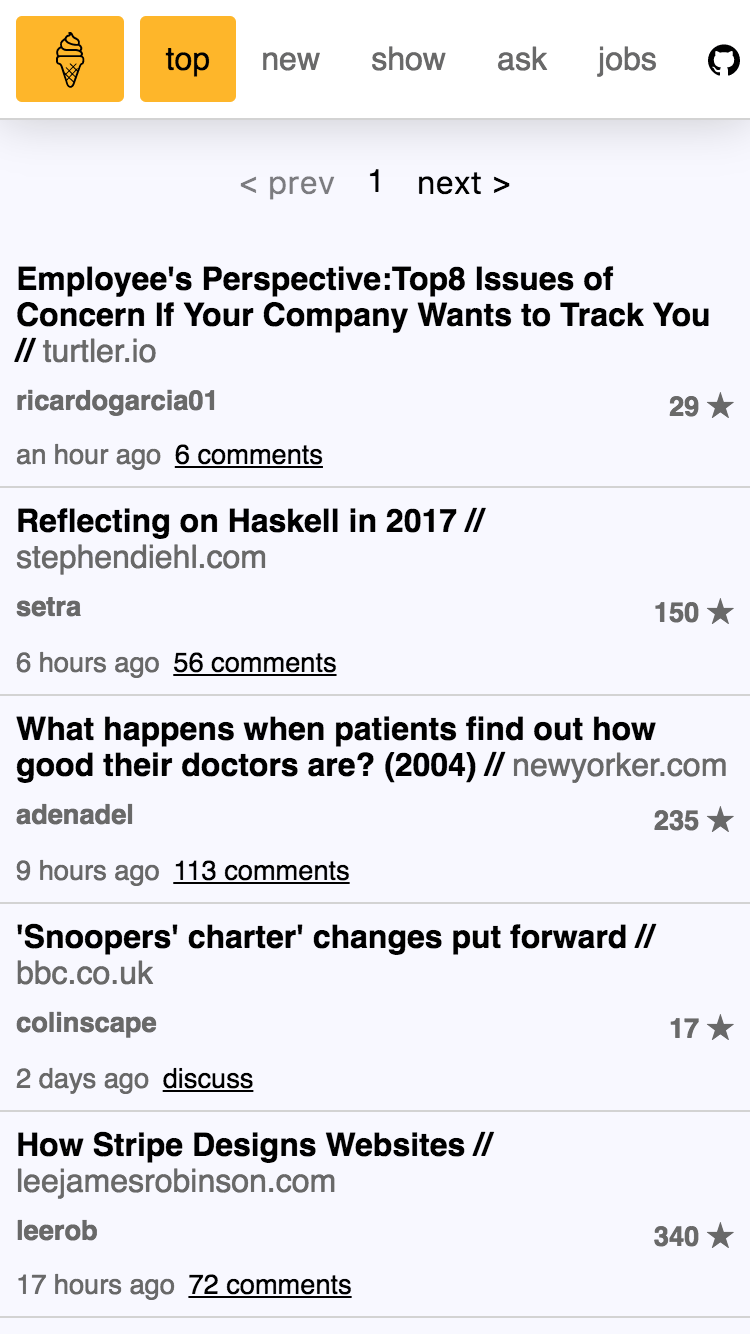 top new show ask jobs
< prev 1 next >
Employee's Perspective:Top8 Issues of
Concern If Your Company Wants to Track You
// turtler.io
ricardogarcia01
29 ★
an hour ago 6 comments
Reflecting on Haskell in 2017 //
stephendiehl.com
setra
150 ★
6 hours ago 56 comments
What happens when patients find out how
good their doctors are? (2004) // newyorker.com
adenadel
235 ★
9 hours ago 113 comments
'Snoopers' charter' changes put forward //
bbc.co.uk
colinscape
17 ★
2 days ago discuss
How Stripe Designs Websites //
leejamesrobinson.com
leerob
340 ★
17 hours ago 72 comments